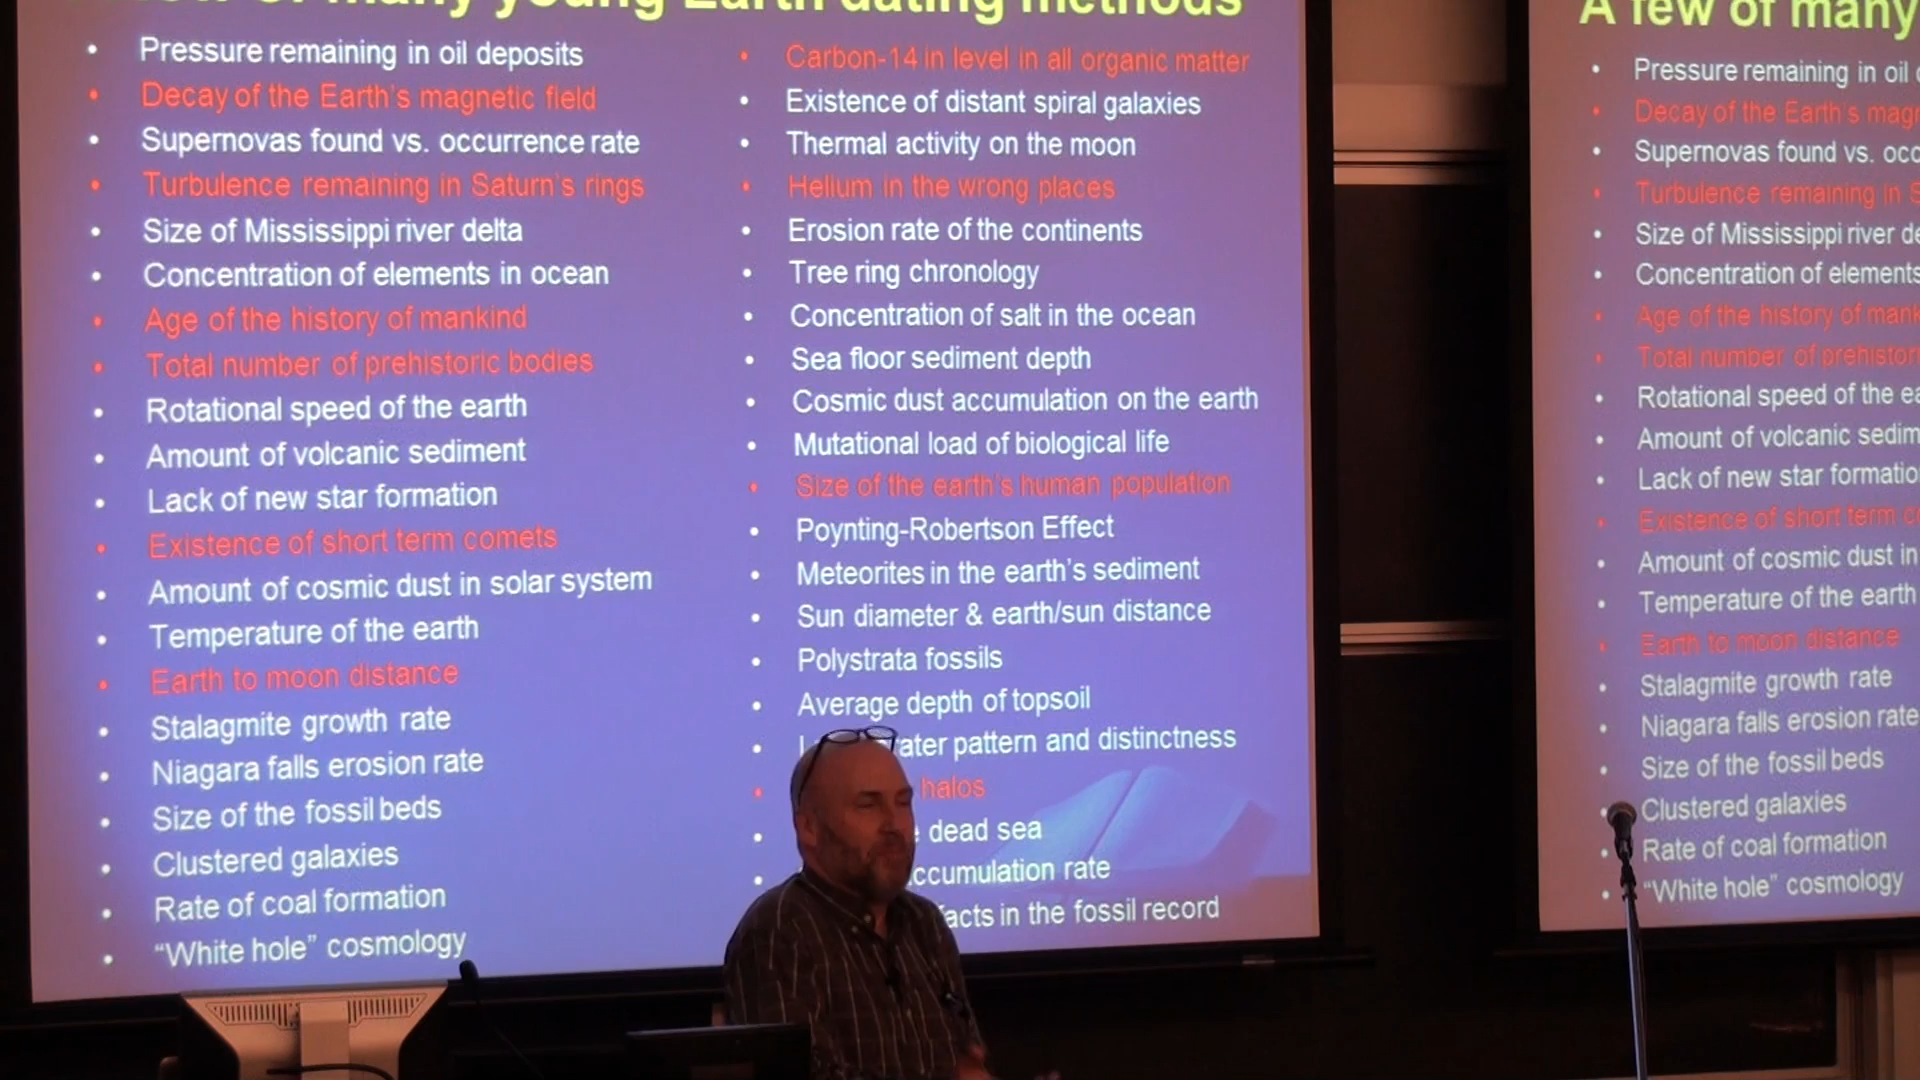 of many young Earth dating methods
Pressure remaining in oil deposits
Decay of the Earth's magnetic field
Supernovas found vs. occurrence rate
Turbulence remaining in Saturn's rings
Size of Mississippi river delta
Concentration of elements in ocean
Age of the history of mankind
Total number of prehistoric bodies
Rotational speed of the earth
Amount of volcanic sediment
Lack of new star formation
Existence of short term comets
Amount of cosmic dust in solar system
Temperature of the earth
Earth to moon distance
Stalagmite growth rate
Niagara falls erosion rate
Size of the fossil beds
Clustered galaxies
Rate of coal formation
“White hole” cosmology
Carbon-14 in level in all organic matter
Existence of distant spiral galaxies
Thermal activity on the moon
Helium in the wrong places
Erosion rate of the continents
Tree ring chronology
Concentration of salt in the ocean
Sea floor sediment depth
Cosmic dust accumulation on the earth
Mutational load of biological life
Size of the earth's human population
Poynting-Robertson Effect
Meteorites in the earth's sediment
Sun diameter & earth/sun distance
Polystrata fossils
Average depth of topsoil
pattern and distinctness
halos
dead sea
rate
in the fossil record
A few of many
Pressure remaining in oil
Decay of the Earth's
Supernovas found vs.
Turbulence remaining in
Size of Mississippi river
Concentration of elements
Age of the history of
Total number of
Rotational speed of the
Amount of volcanic
Lack of new star
Existence of short term
Amount of cosmic dust in
Temperature of the earth
Earth to moon distance
Stalagmite growth rate
Niagara falls erosion rate
Size of the fossil beds
Clustered galaxies
Rate of coal formation
“White hole” cosmology